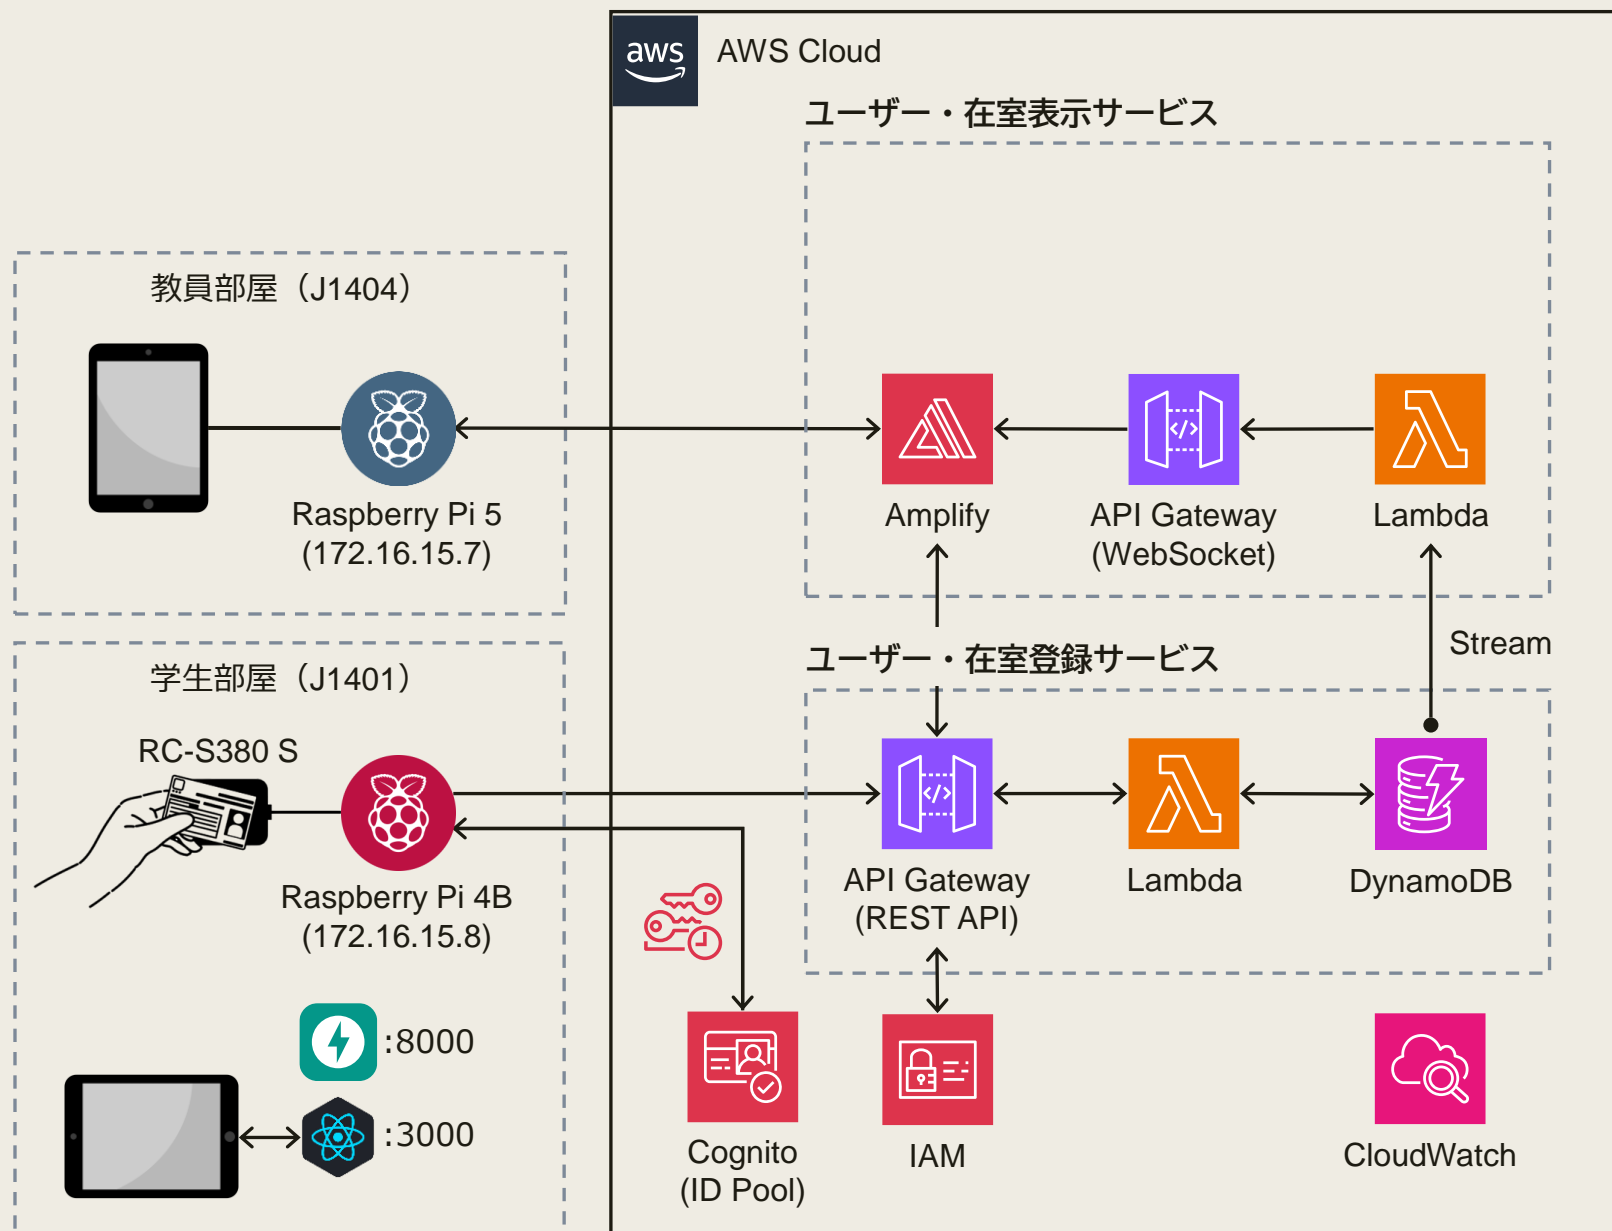 aws
AWS Cloud
ユーザー・在室表示サービス
教員部屋（J1404）
Raspberry Pi 5
(172.16.15.7)
Amplify
API Gateway
(WebSocket)
Lambda
Stream
ユーザー・在室登録サービス
学生部屋（J1401）
RC-S380 S
Raspberry Pi 4B
(172.16.15.8)
API Gateway
(REST API)
Lambda
DynamoDB
:8000
:3000
Cognito
(ID Pool)
IAM
CloudWatch